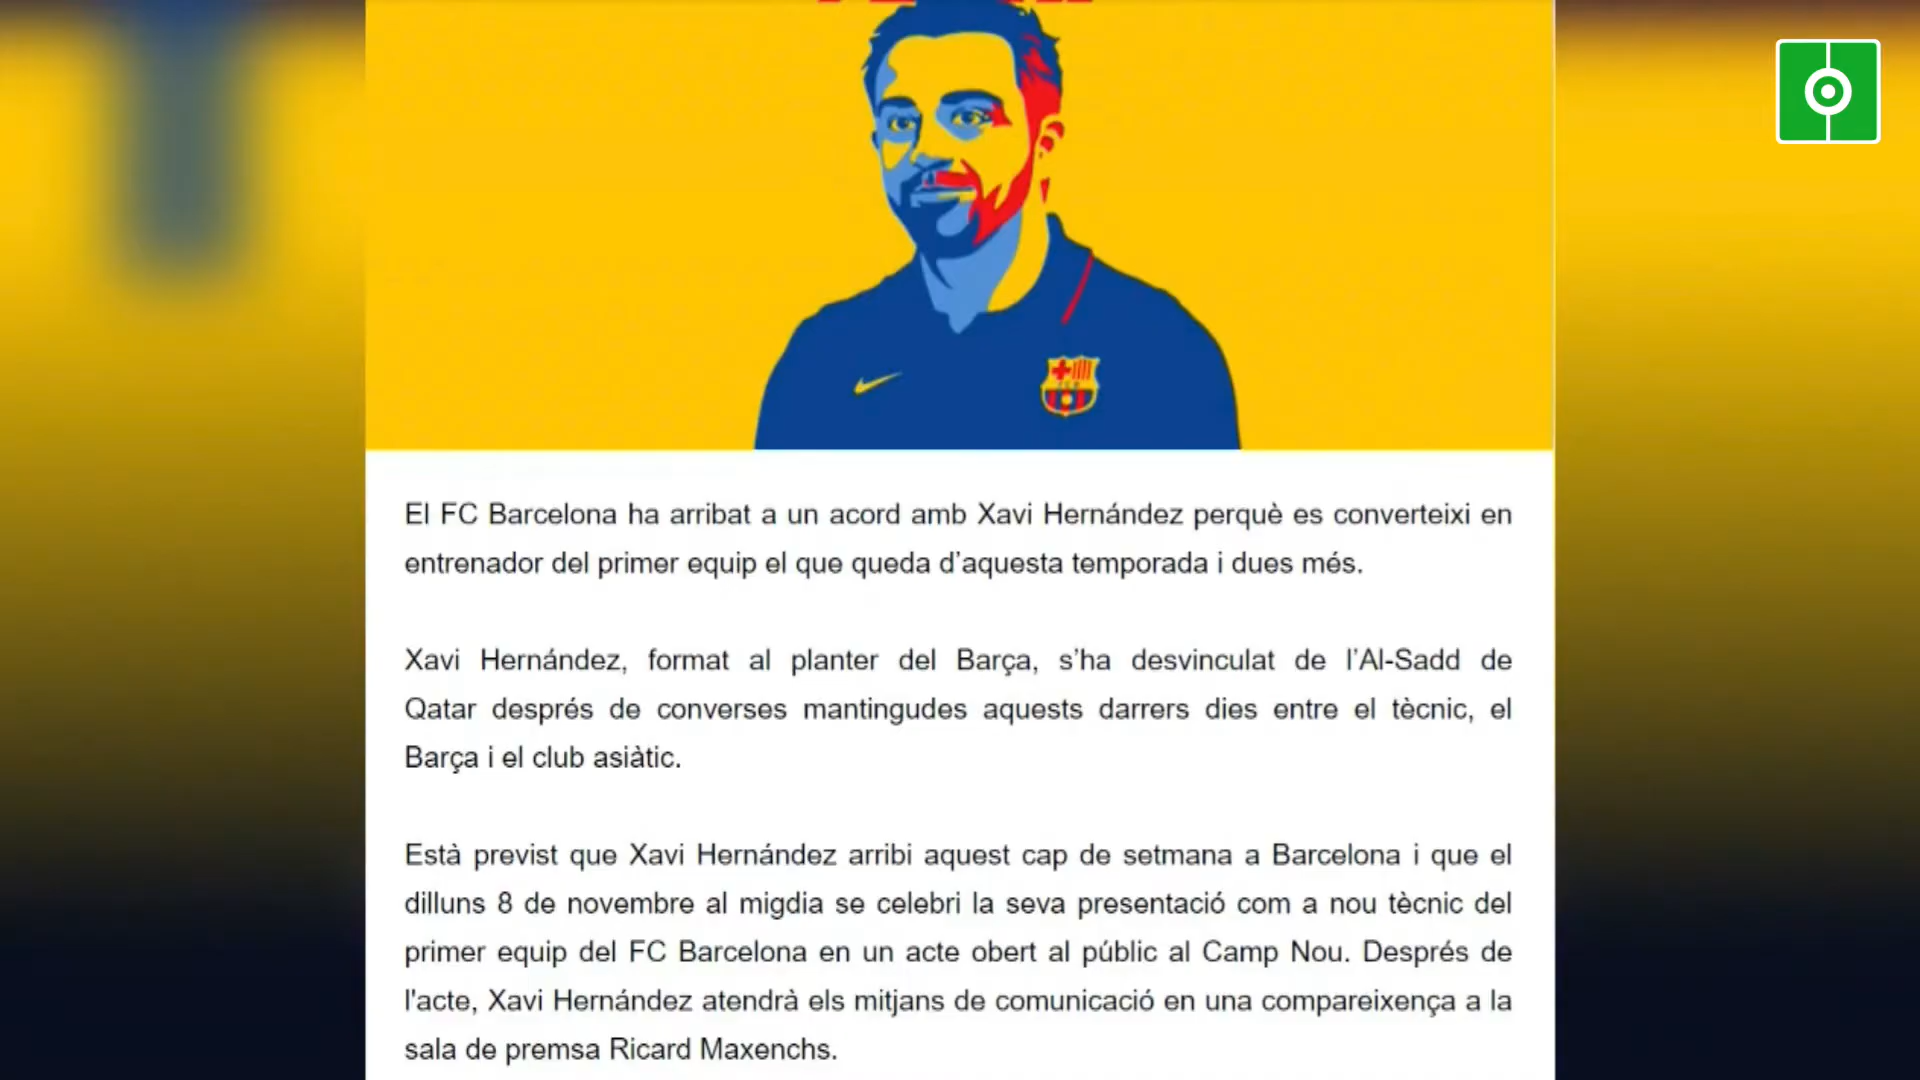 El FC Barcelona ha arribat a un acord amb Xavi Hernández perquè es converteixi en
entrenador del primer equip el que queda d’aquesta temporada i dues més.
Xavi Hernández, format al planter del Barça, s’ha desvinculat de l’Al-Sadd de
Qatar després de converses mantingudes aquests darrers dies entre el tècnic, el
Barça i el club asiàtic.
Està previst que Xavi Hernández arribi aquest cap de setmana a Barcelona i que el
dilluns 8 de novembre al migdia se celebri la seva presentació com a nou tècnic del
primer equip del FC Barcelona en un acte obert al públic al Camp Nou. Després de
l'acte, Xavi Hernández atendrà els mitjans de comunicació en una compareixença a la
sala de premsa Ricard Maxenchs.